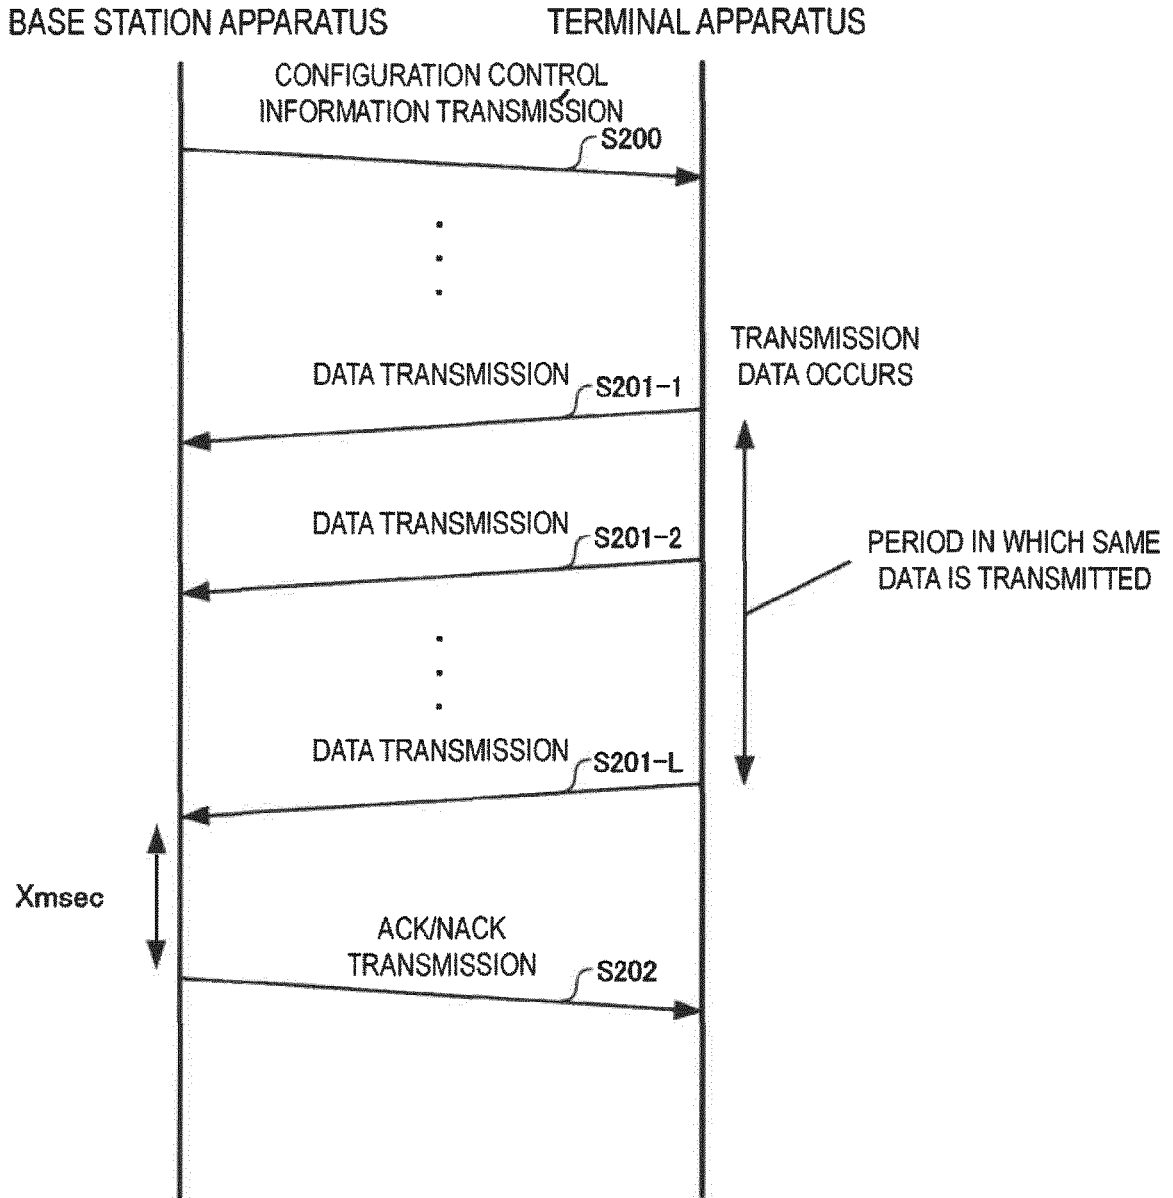 BASE STATION APPARATUS
TERMINAL APPARATUS
CONFIGURATION CONTROL
INFORMATION TRANSMISSION
S200
TRANSMISSION
DATA OCCURS
DATA TRANSMISSION
S201-1
DATA TRANSMISSION
S201-2
PERIOD IN WHICH SAME
DATA IS TRANSMITTED
DATA TRANSMISSION
S201-L
Xmsec
ACK/NACK
TRANSMISSION
S202